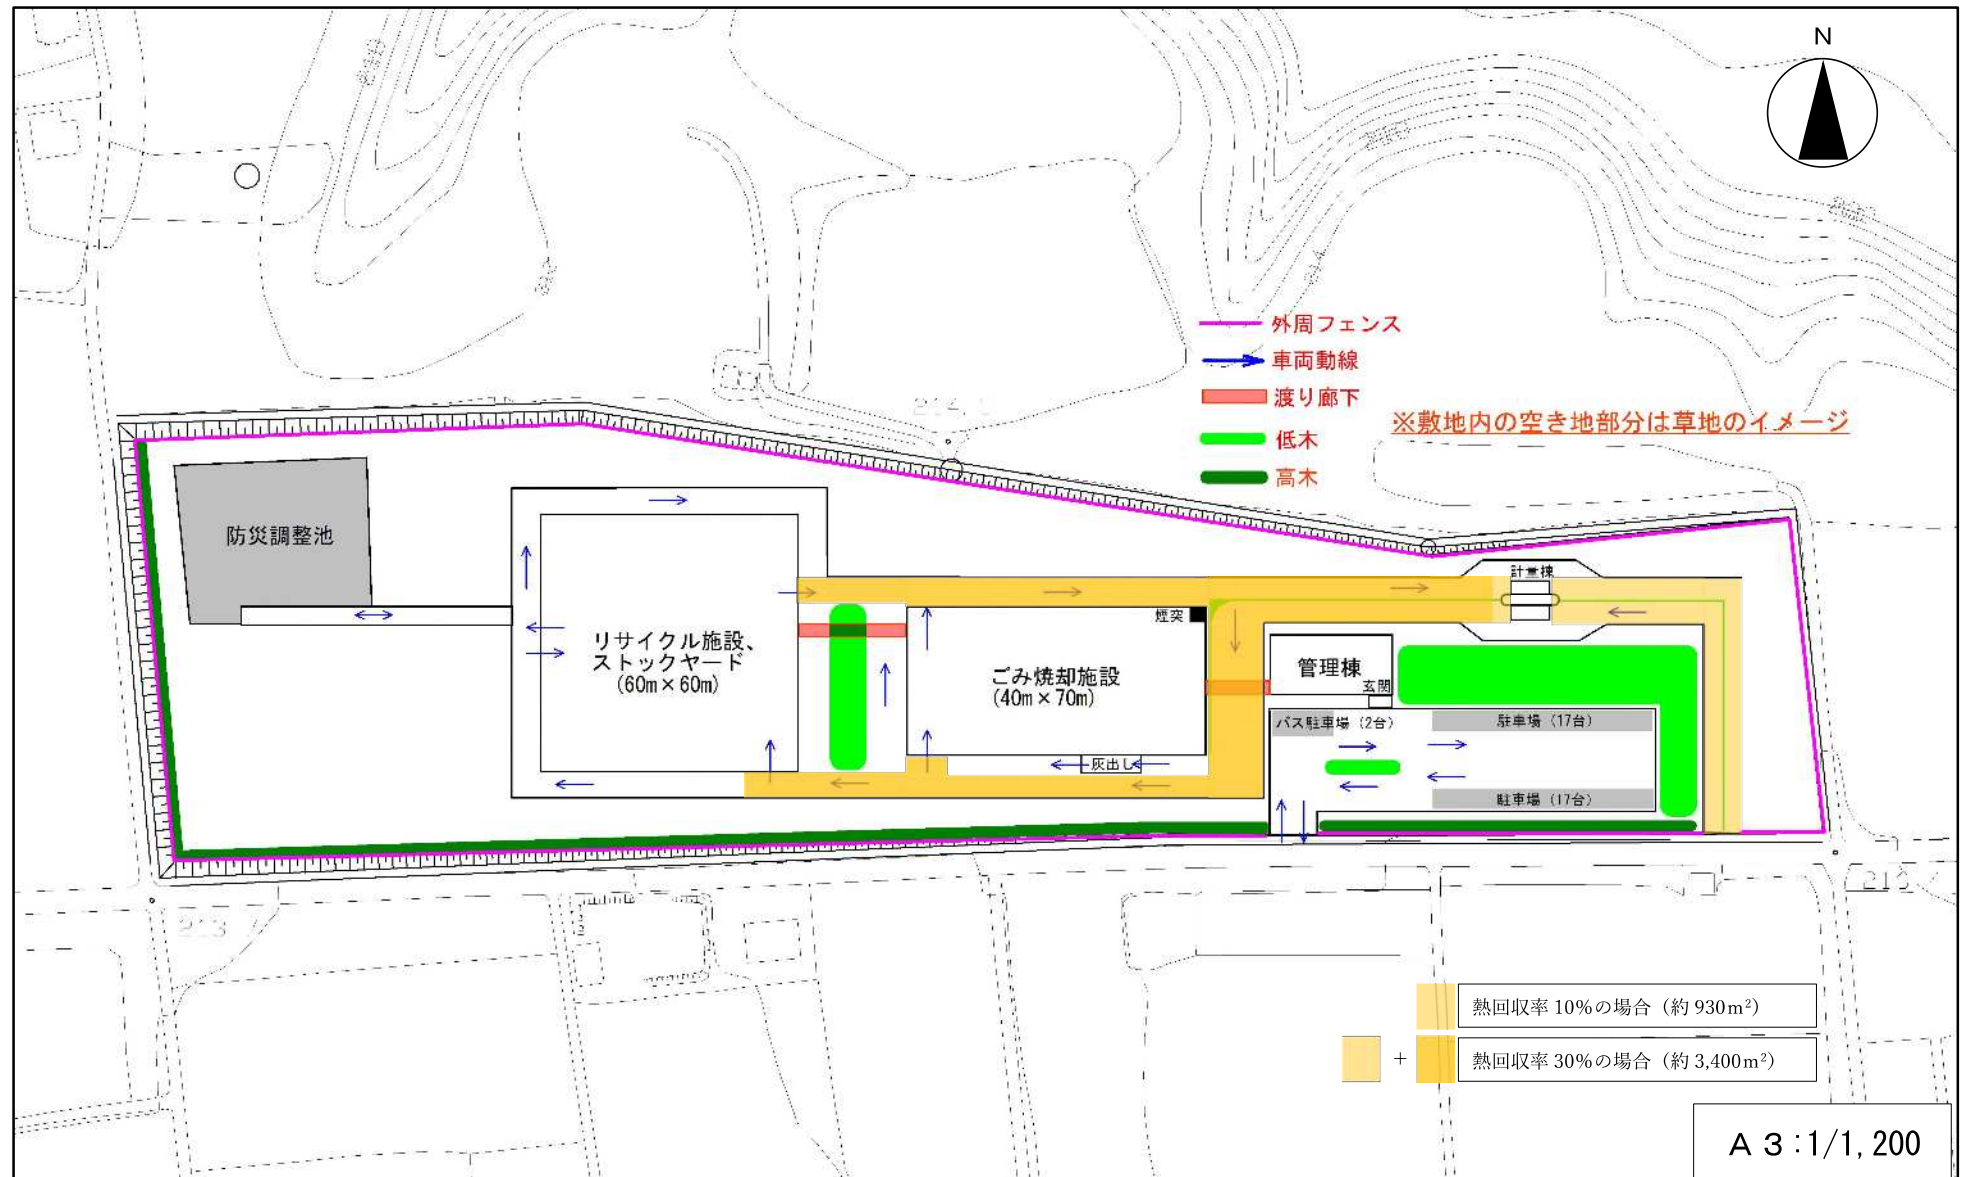 N
外周フェンス
車両動線
渡り廊下
低木
高木
※敷地内の空き地部分は草地のイメージ
防災調整池
リサイクル施設、
ストックヤード
(60m×60m)
煙突
ごみ焼却施設
(40m×70m)
灰出し
計量棟
管理棟
玄関
バス駐車場（2台）
駐車場（17台）
駐車場（17台）
熱回収率 10%の場合（約 930m²）
+
熱回収率 30%の場合（約 3,400m²）
A3:1/1,200